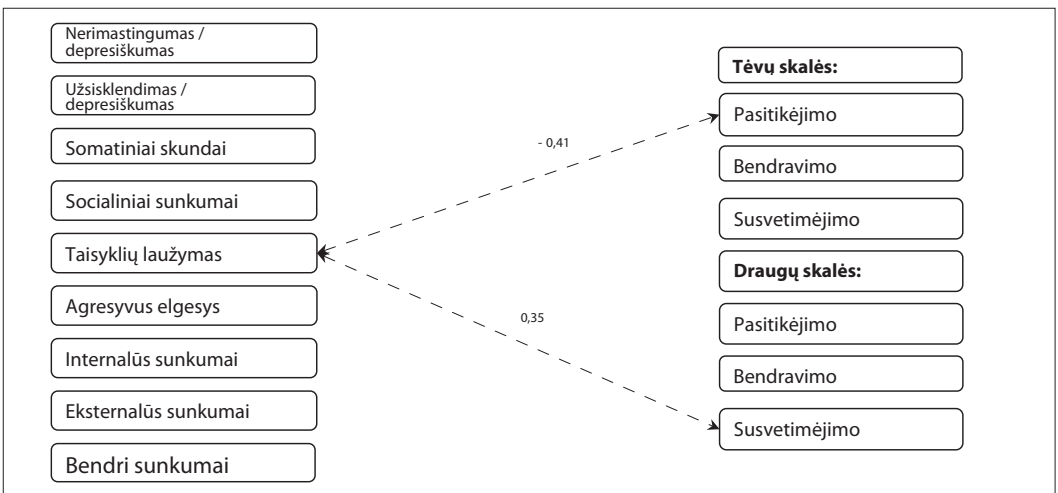 Nerimastingumas /
depresiškumas
Užsisklendimas /
depresiškumas
Somatiniai skundai
Socialiniai sunkumai
Taisyklių laužymas
Agresyvus elgesys
Internalūs sunkumai
Eksternalūs sunkumai
Bendri sunkumai
- 0,41
0,35
Tėvų skalės:
Pasitikėjimo
Bendravimo
Susvetimėjimo
Draugų skalės:
Pasitikėjimo
Bendravimo
Susvetimėjimo